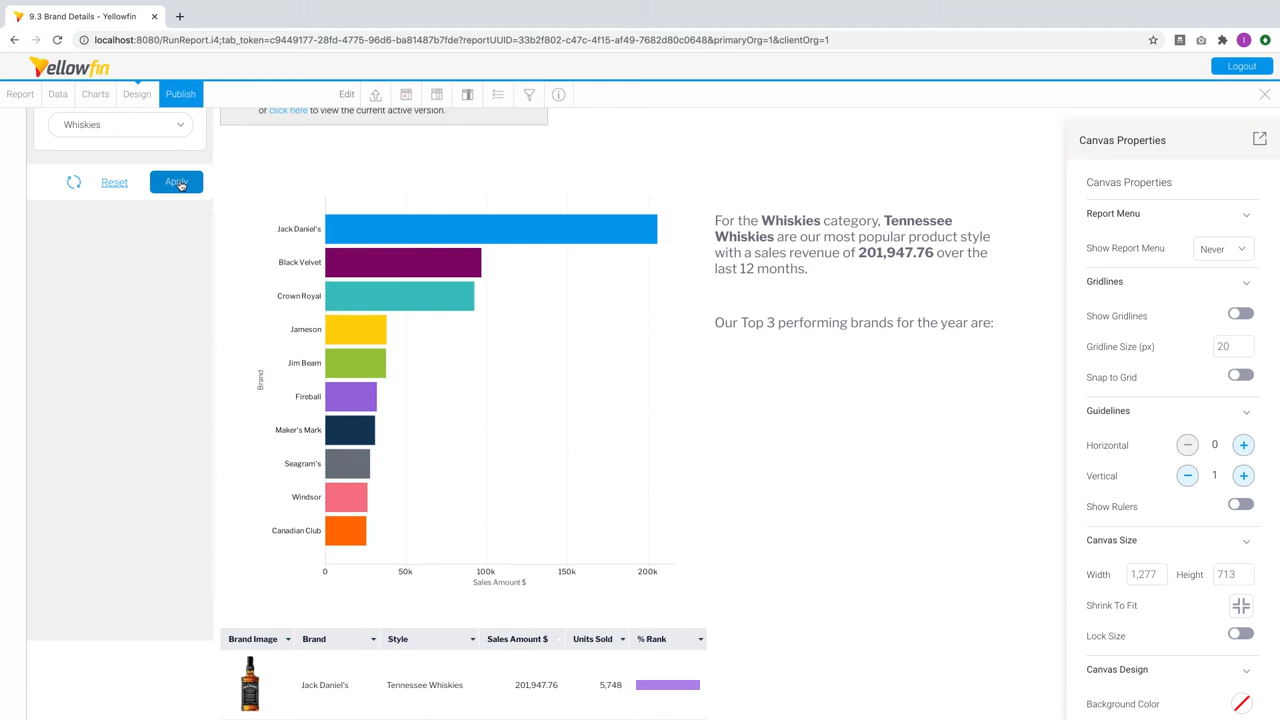 9.3 Brand Details - Yellowfin
localhost:8080/RunReport.i4;tab_token=c9449177-28fd-4775-96d6-ba81487b7fde?reportUUID=33b2f802-c47c-4f15-af49-7682d80c0648&primaryOrg=1&clientOrg=1
I
Yellowfin
Logout
Report Data Charts Design Publish
Edit
or click here to view the current active version.
Whiskies
Reset
Apply
Jack Daniel's
Black Velvet
Crown Royal
Jameson
Jim Beam
Fireball
Maker's Mark
Seagram's
Windsor
Canadian Club
Brand
0 50k 100k 150k 200k
Sales Amount $
For the Whiskies category, Tennessee
Whiskies are our most popular product style
with a sales revenue of 201,947.76 over the
last 12 months.
Our Top 3 performing brands for the year are:
Brand Image Brand Style Sales Amount $ Units Sold % Rank
Jack Daniel's Tennessee Whiskies 201,947.76 5,748
Canvas Properties
Canvas Properties
Report Menu
Show Report Menu Never
Gridlines
Show Gridlines
Gridline Size (px) 20
Snap to Grid
Guidelines
Horizontal 0
Vertical 1
Show Rulers
Canvas Size
Width 1,277 Height 713
Shrink To Fit
Lock Size
Canvas Design
Background Color